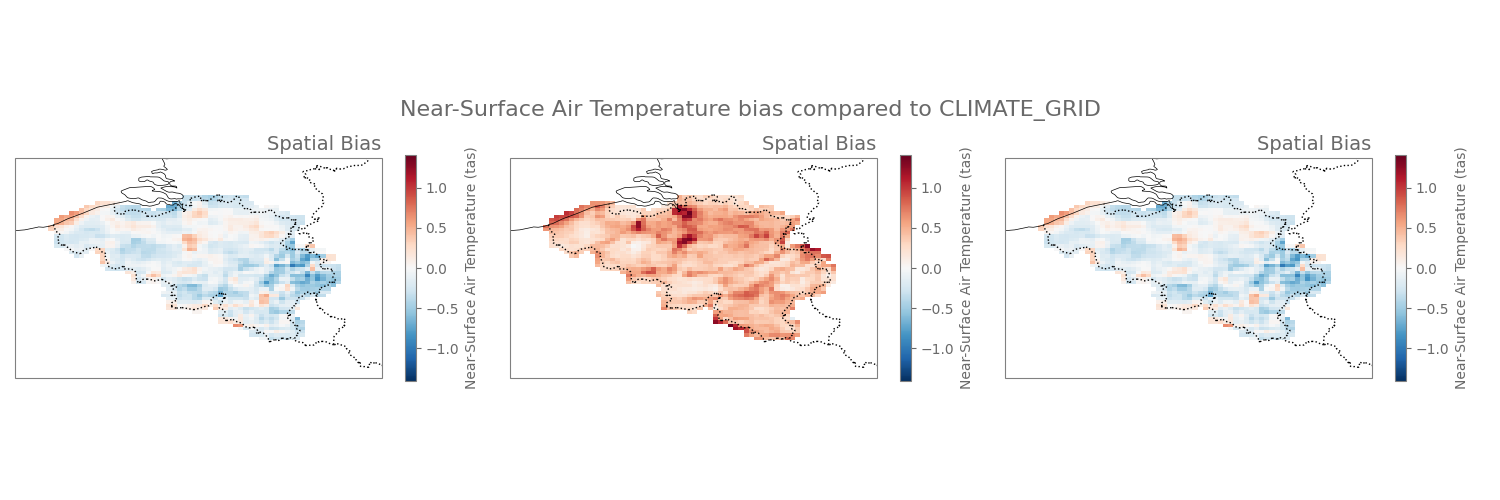 Near-Surface Air Temperature bias compared to CLIMATE_GRID
Spatial Bias
1.0
0.5
0.0
−0.5
−1.0
Near-Surface Air Temperature (tas)
Spatial Bias
1.0
0.5
0.0
−0.5
−1.0
Near-Surface Air Temperature (tas)
Spatial Bias
1.0
0.5
0.0
−0.5
−1.0
Near-Surface Air Temperature (tas)